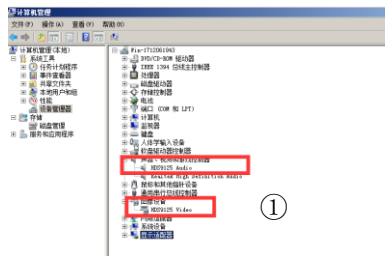 计算机管理
文件(F) 操作(A) 查看(V) 帮助(H)
计算机管理(本地)
系统工具
任务计划程序
事件查看器
共享文件夹
本地用户和组
性能
设备管理器
存储
磁盘管理
服务和应用程序
Win-1712061943
DVD/CD-ROM 驱动器
IEEE 1394 总线主控制器
处理器
磁盘驱动器
存储控制器
电池
端口 (COM 和 LPT)
计算机
监视器
键盘
人体学输入设备
软盘驱动器控制器
声音、视频和游戏控制器
HDS9125 Audio
Realtek High Definition Audio
鼠标和其他指针设备
通用串行总线控制器
图像设备
HDS9125 Video
网络适配器
系统设备
显示适配器
①